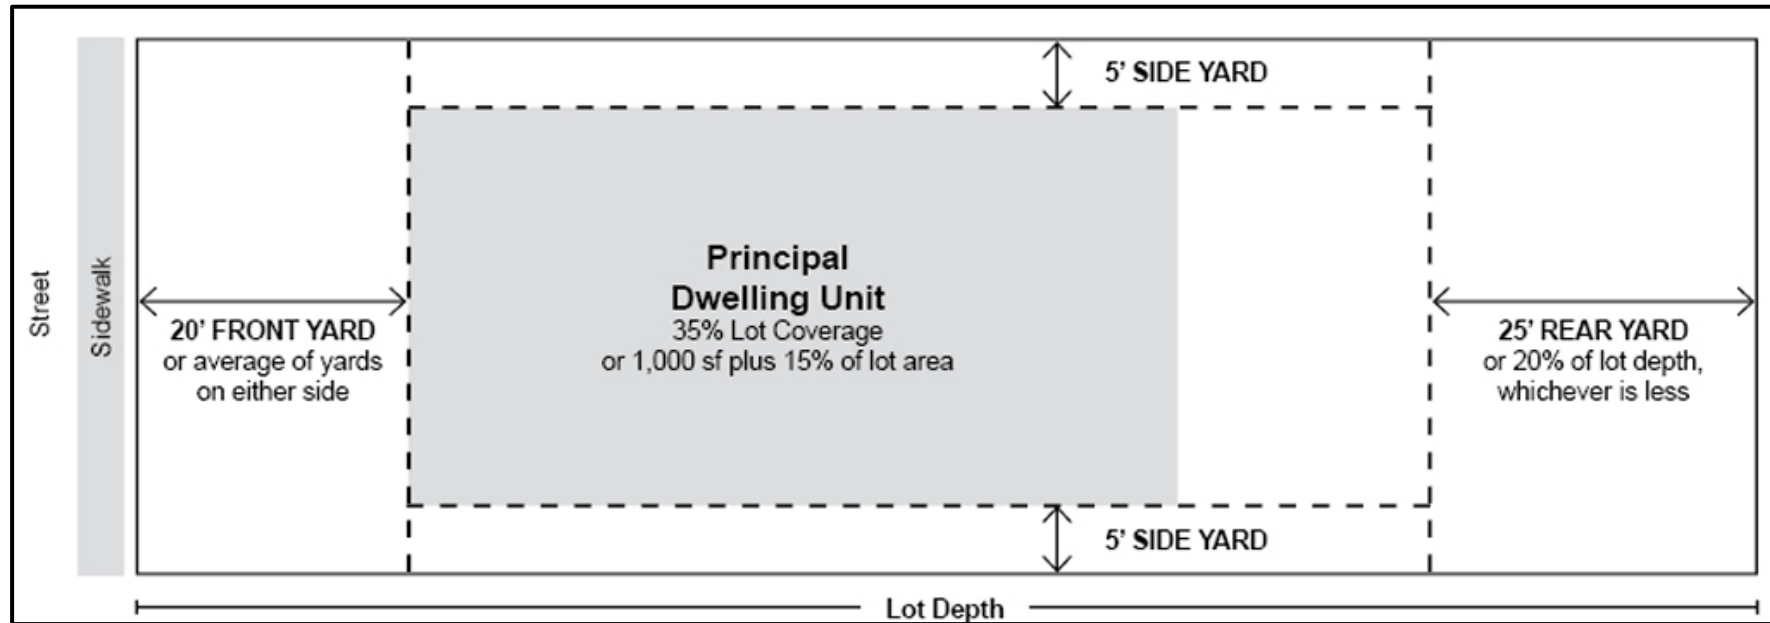 Street
Sidewalk
20’ FRONT YARD
or average of yards
on either side
5’ SIDE YARD
Principal
Dwelling Unit
35% Lot Coverage
or 1,000 sf plus 15% of lot area
5’ SIDE YARD
25’ REAR YARD
or 20% of lot depth,
whichever is less
Lot Depth